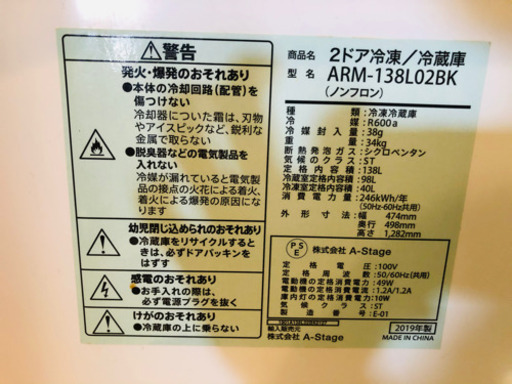 警告
発火・爆発のおそれあり
●本体の冷却回路(配管)を
傷つけない
冷却器についた霜は、刃物
やアイスピックなど、鋭利な
金属で取らないでください。
●脱臭器などの電気製品を
入れない
冷媒が漏れていると電気製
品の接点の火花による着火、
着火による爆発の原因に
なります。
幼児閉じ込められのおそれあり
●冷蔵庫をリサイクルすると
きは、必ずドアパッキンを
はずす
感電のおそれあり
●お手入れの際は、
必ず電源プラグを抜く
けがのおそれあり
●冷蔵庫の上に乗らない
商品名 2ドア冷凍/冷蔵庫
型名 ARM-138L02BK
(ノンフロン)
種類:冷凍冷蔵庫
冷媒:R600a
冷媒封入量:38g
重量:34kg
断熱発泡ガス:シクロペンタン
気候のクラス:ST
定格内容積:138L
冷蔵室定格内容積:98L
冷凍室定格内容積:40L
消費電力量:246kWh/年
(50Hz-60Hz共用)
外形寸法:幅 474mm
奥行 498mm
高さ 1,282mm
PSE 株式会社 A-Stage
定格電圧:100V
定格周波数:50/60Hz(共用)
電動機の定格消費電力:49W
電動機の定格消費電流:1.2A/1.2A
庫内灯の定格消費電力:10W
気候クラス:ST
製造番号:E-01
輸入販売元
株式会社 A-Stage
2019年製
MADE IN CHINA